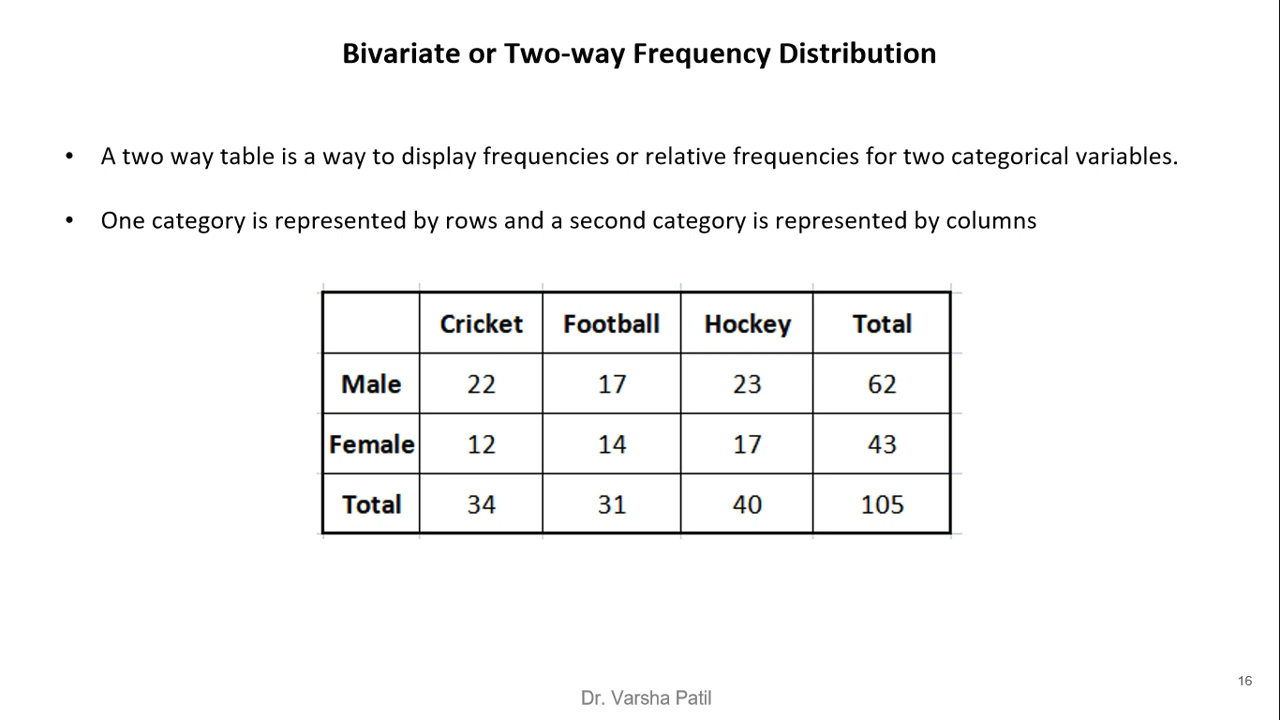 Bivariate or Two-way Frequency Distribution
• A two way table is a way to display frequencies or relative frequencies for two categorical variables.
• One category is represented by rows and a second category is represented by columns
Cricket Football Hockey Total
Male 22 17 23 62
Female 12 14 17 43
Total 34 31 40 105
16
Dr. Varsha Patil